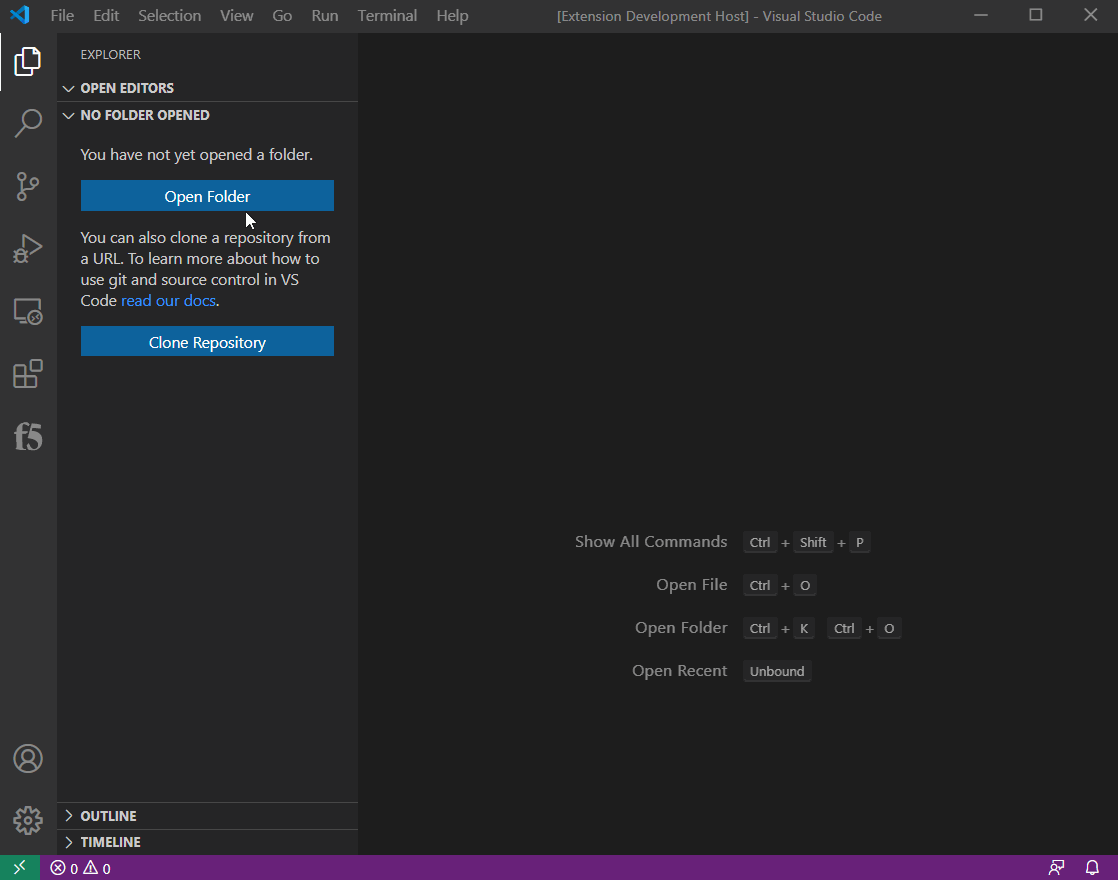 File Edit Selection View Go Run Terminal Help [Extension Development Host] - Visual Studio Code
EXPLORER
OPEN EDITORS
NO FOLDER OPENED
You have not yet opened a folder.
Open Folder
You can also clone a repository from
a URL. To learn more about how to
use git and source control in VS
Code read our docs.
Clone Repository
f5
Show All Commands Ctrl + Shift + P
Open File Ctrl + O
Open Folder Ctrl + K Ctrl + O
Open Recent Unbound
OUTLINE
TIMELINE
0 0